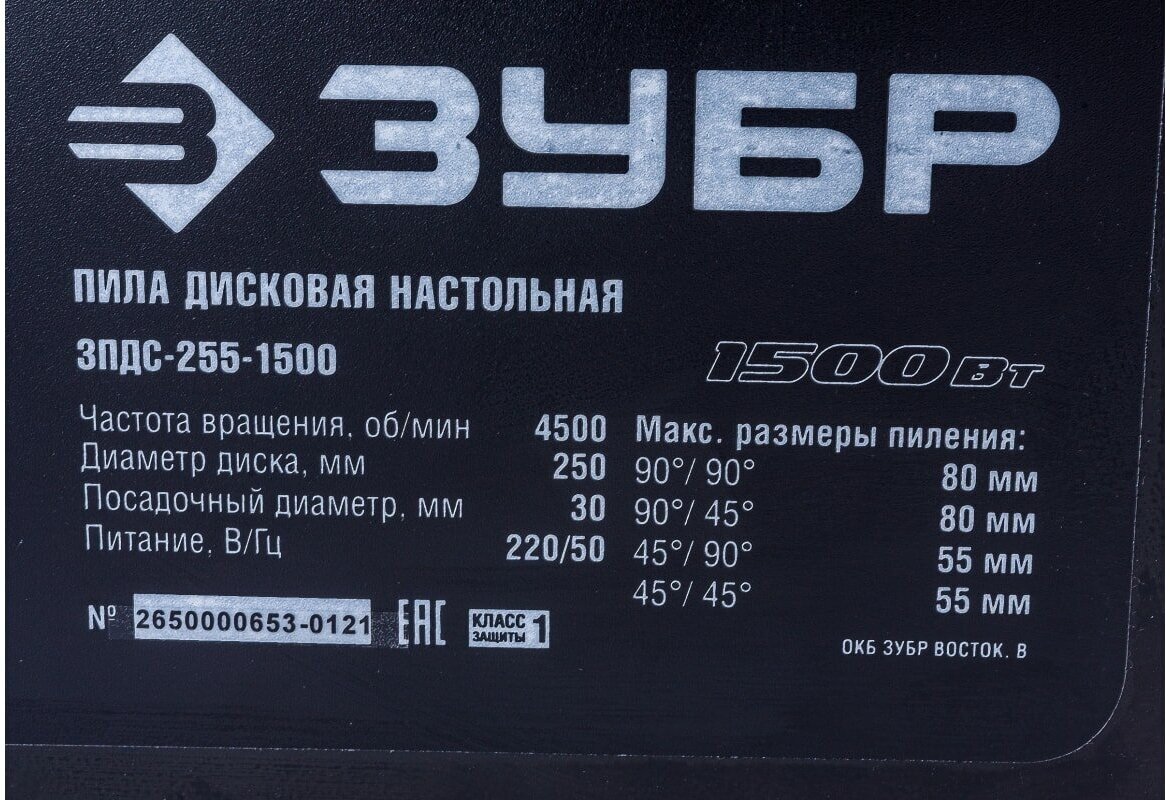 ЗУБР
ПИЛА ДИСКОВАЯ НАСТОЛЬНАЯ
ЗПДС-255-1500
1500 Вт
Частота вращения, об/мин 4500
Диаметр диска, мм 250
Посадочный диаметр, мм 30
Питание, В/Гц 220/50
Макс. размеры пиления:
90°/ 90° 80 мм
90°/ 45° 80 мм
45°/ 90° 55 мм
45°/ 45° 55 мм
№ 2650000653-0121 EAC КЛАСС ЗАЩИТЫ 1
ОКБ ЗУБР ВОСТОК. В